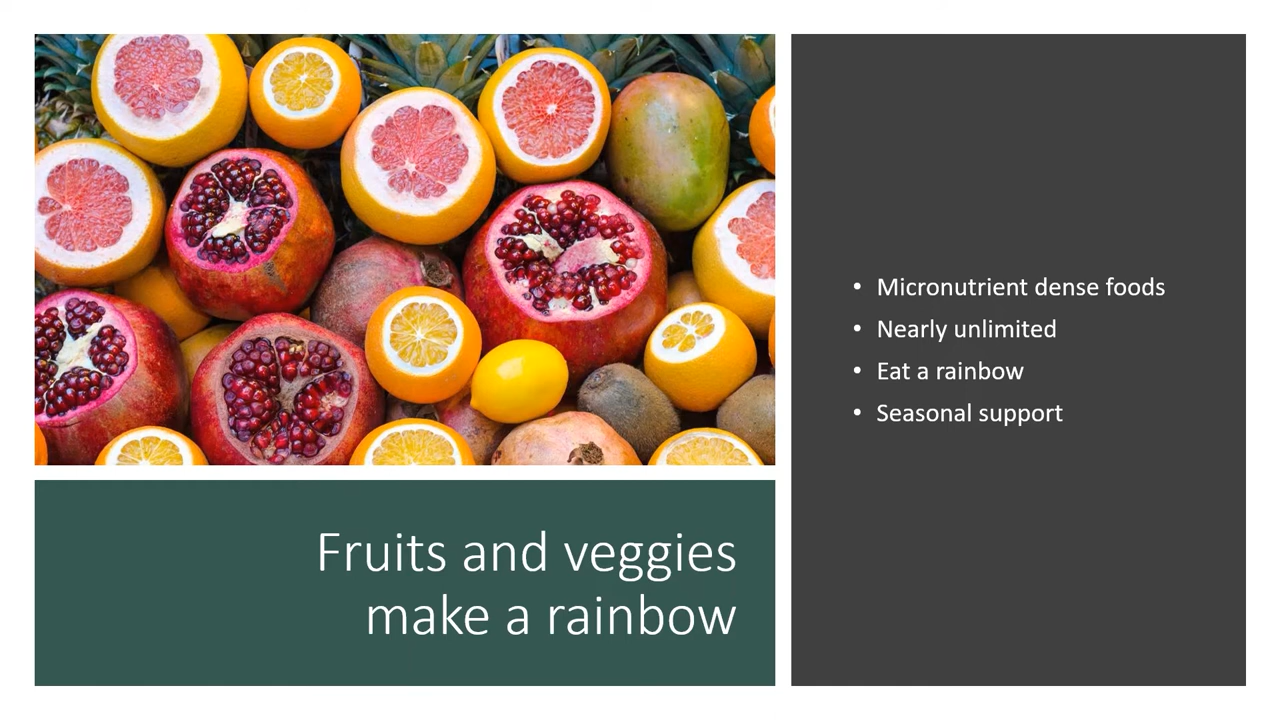 Fruits and veggies
make a rainbow
• Micronutrient dense foods
• Nearly unlimited
• Eat a rainbow
• Seasonal support